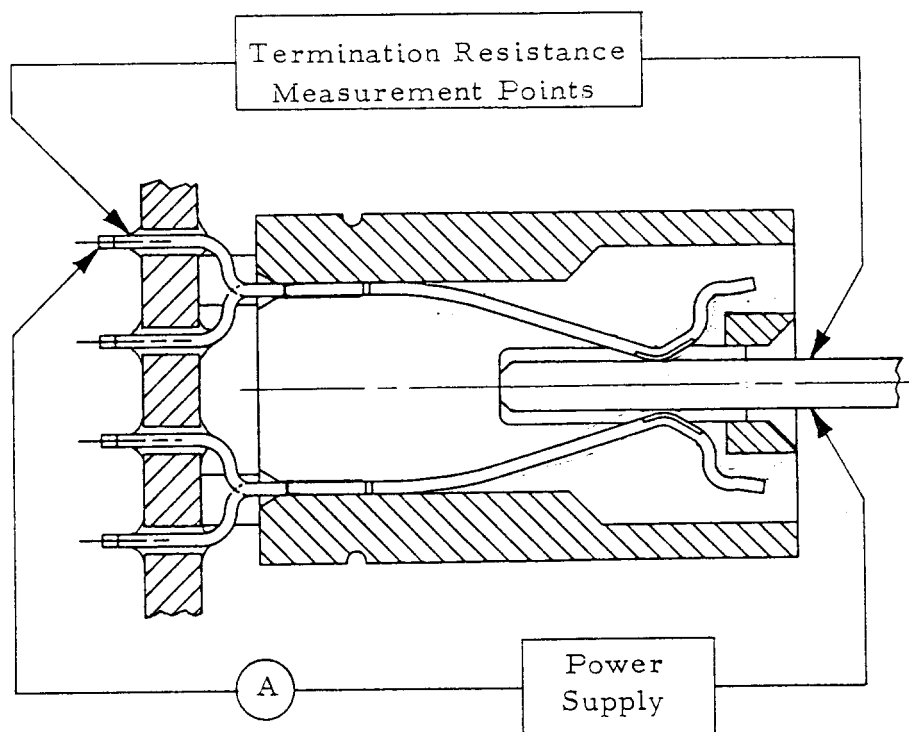 Termination Resistance
Measurement Points
A
Power
Supply